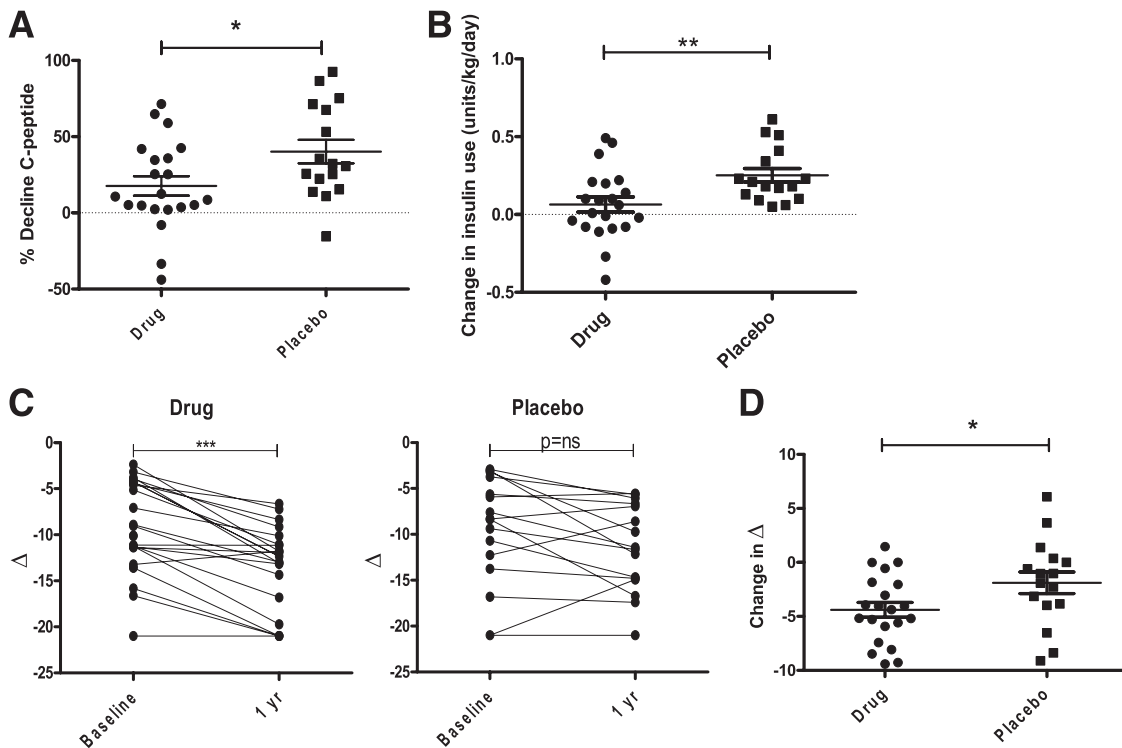 A
*
% Decline C-peptide
100
50
0
-50
Drug
Placebo
B
**
Change in insulin use (units/kg/day)
1.0
0.5
0.0
-0.5
Drug
Placebo
C
Drug
***
Δ
0
-5
-10
-15
-20
-25
Baseline
1 yr
Placebo
p=ns
Δ
0
-5
-10
-15
-20
-25
Baseline
1 yr
D
*
Change in Δ
10
5
0
-5
-10
Drug
Placebo